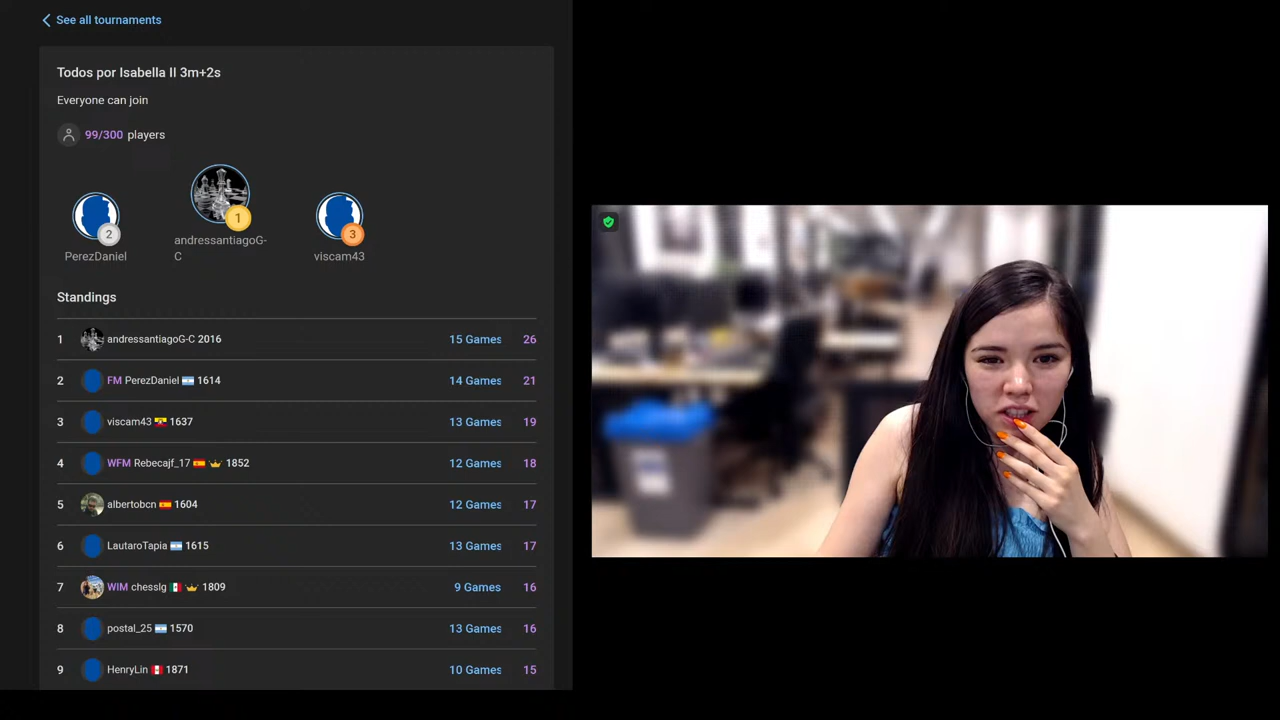 See all tournaments
Todos por Isabella II 3m+2s
Everyone can join
99/300 players
1
2
3
andressantiagoG-
C
PerezDaniel
viscam43
Standings
1 andressantiagoG-C 2016 15 Games 26
2 FM PerezDaniel 1614 14 Games 21
3 viscam43 1637 13 Games 19
4 WFM Rebecajf_17 1852 12 Games 18
5 albertobcn 1604 12 Games 17
6 LautaroTapia 1615 13 Games 17
7 WIM chesslg 1809 9 Games 16
8 postal_25 1570 13 Games 16
9 HenryLin 1871 10 Games 15